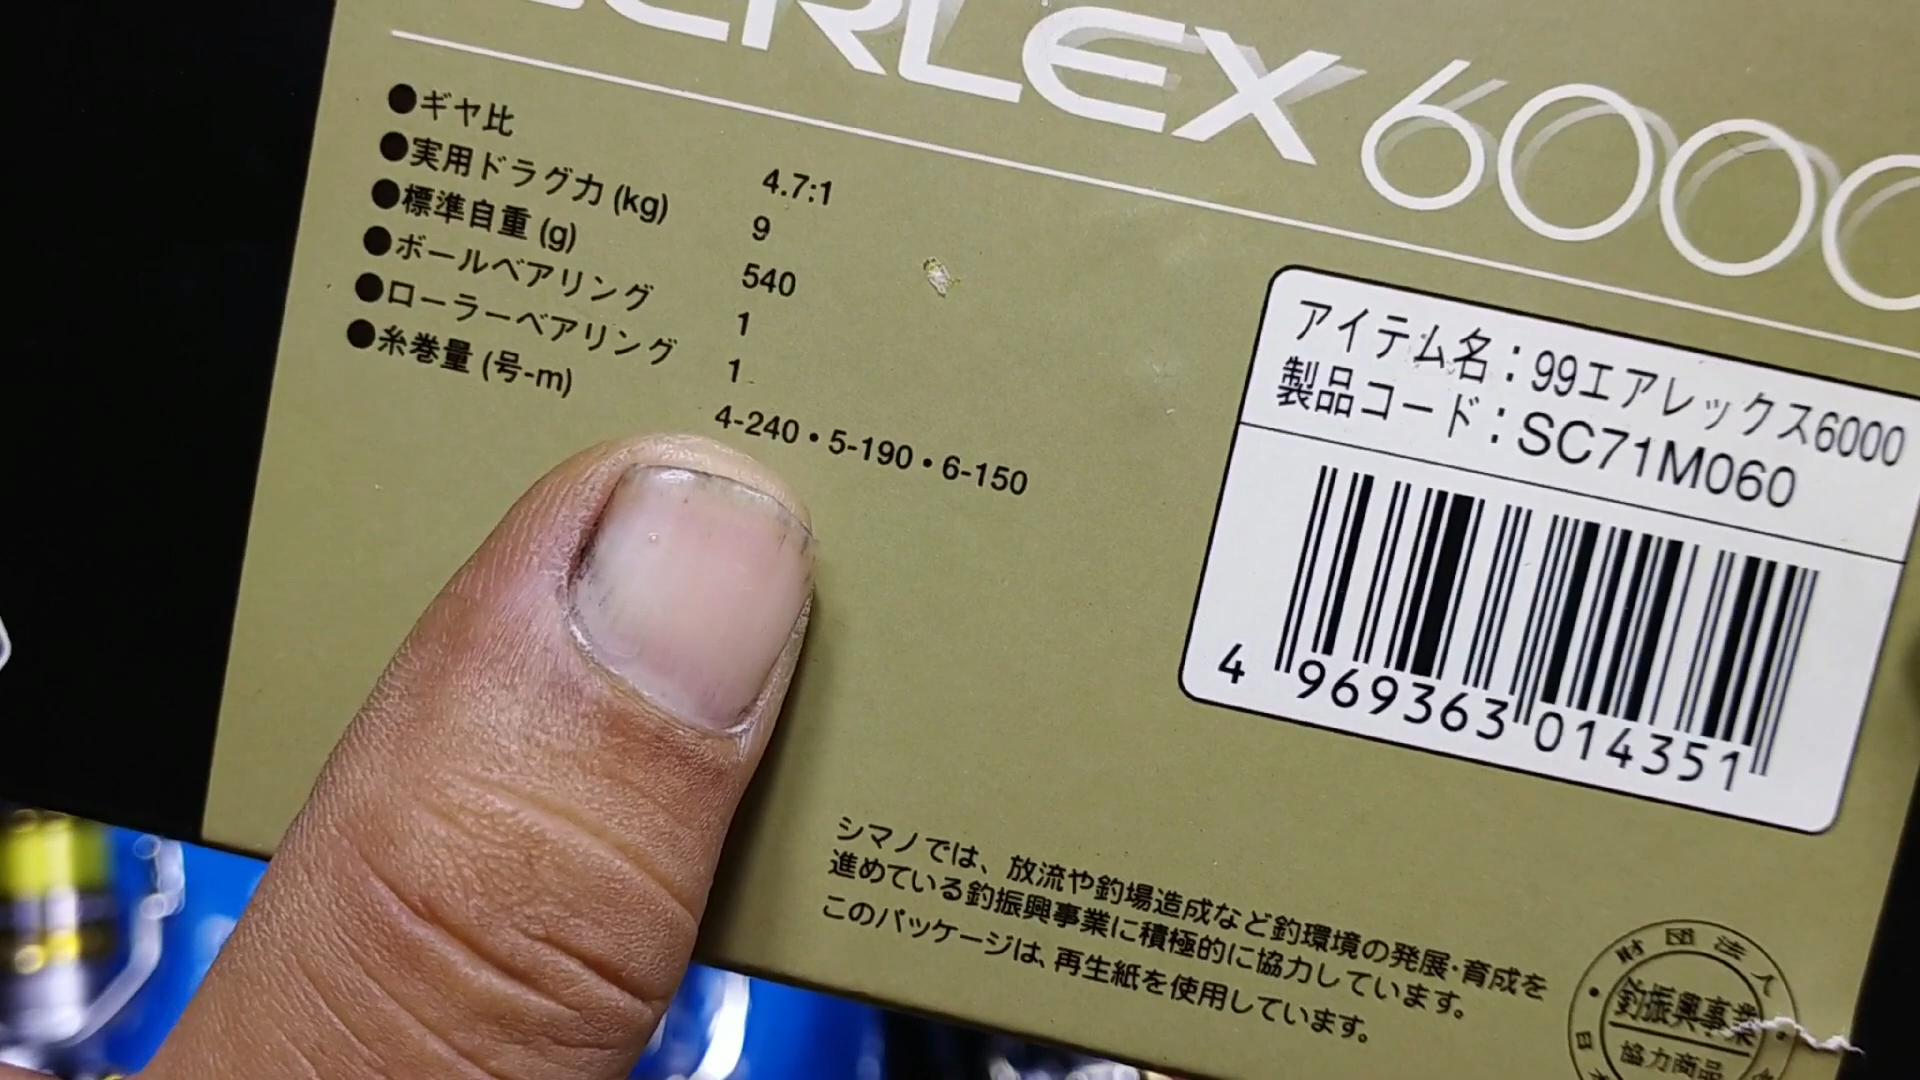 ERLEX 6000
●ギヤ比 4.7:1
●実用ドラグ力 (kg) 9
●標準自重 (g) 540
●ボールベアリング 1
●ローラーベアリング 1
●糸巻量 (号-m) 4-240・5-190・6-150
アイテム名：99エアレックス6000
製品コード：SC71M060
4 969363 014351
シマノでは、放流や釣場造成など釣環境の発展・育成を
進めている釣振興事業に積極的に協力しています。
このパッケージは、再生紙を使用しています。
財団法人
釣振興事業
協力商品